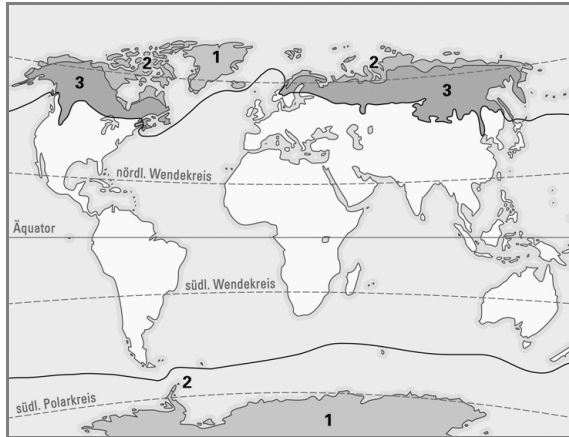 1
2
2
3
3
nördl. Wendekreis
Äquator
südl. Wendekreis
2
südl. Polarkreis
1